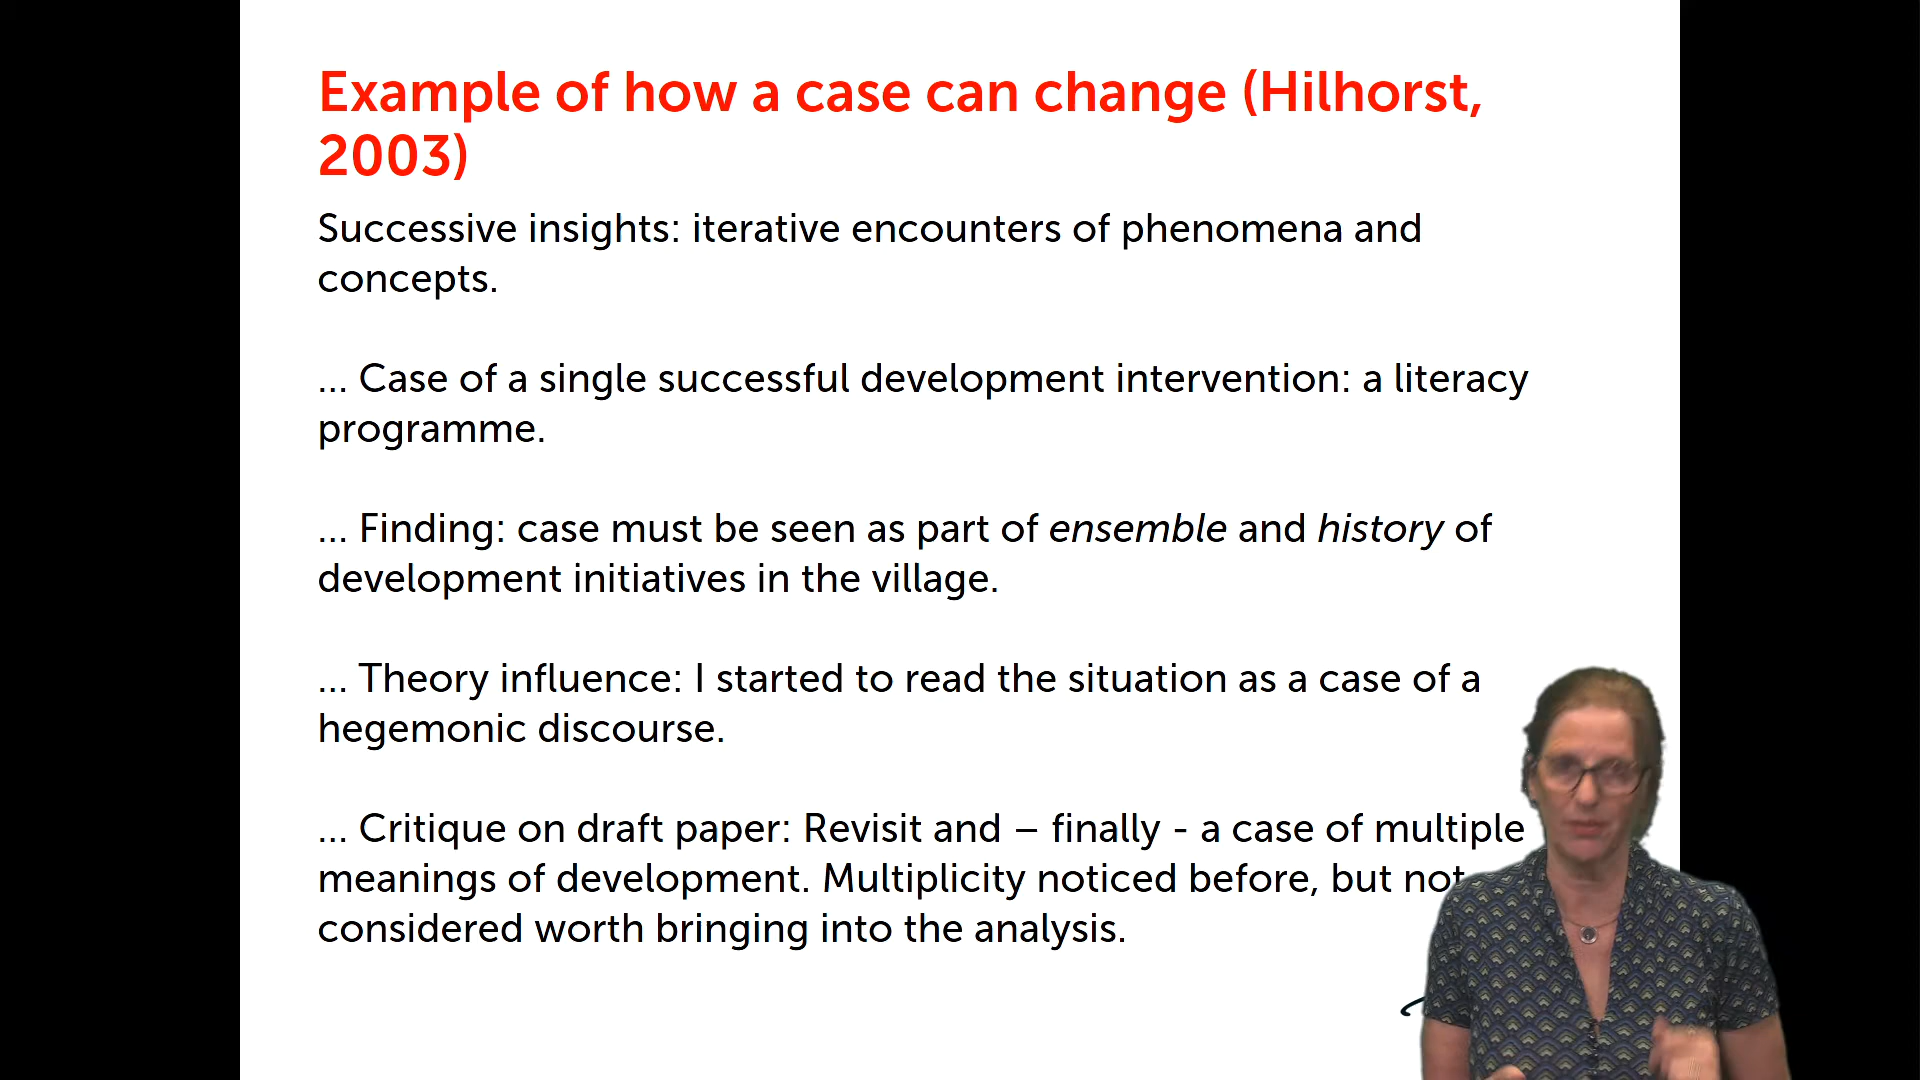 Example of how a case can change (Hilhorst,
2003)
Successive insights: iterative encounters of phenomena and
concepts.
... Case of a single successful development intervention: a literacy
programme.
... Finding: case must be seen as part of ensemble and history of
development initiatives in the village.
... Theory influence: I started to read the situation as a case of a
hegemonic discourse.
... Critique on draft paper: Revisit and – finally - a case of multiple
meanings of development. Multiplicity noticed before, but not
considered worth bringing into the analysis.